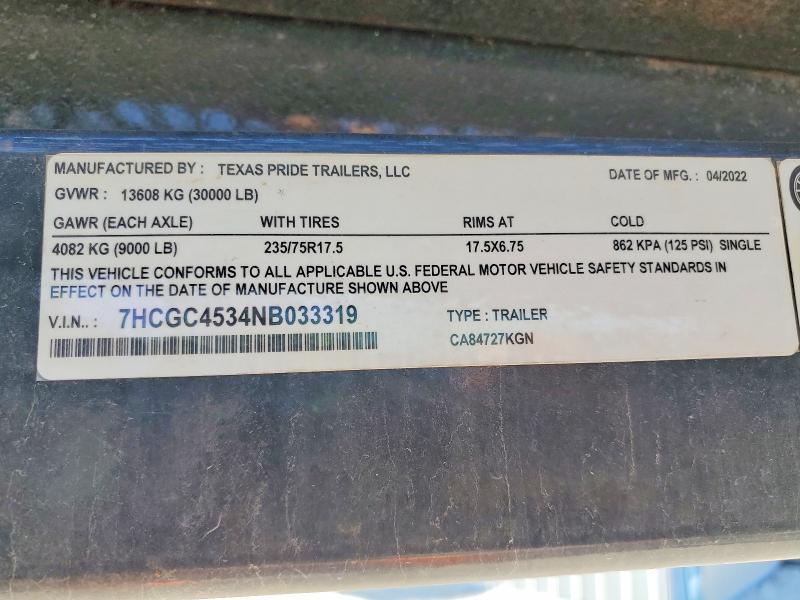 MANUFACTURED BY : TEXAS PRIDE TRAILERS, LLC DATE OF MFG. : 04/2022
GVWR : 13608 KG (30000 LB)
GAWR (EACH AXLE) WITH TIRES RIMS AT COLD
4082 KG (9000 LB) 235/75R17.5 17.5X6.75 862 KPA (125 PSI) SINGLE
THIS VEHICLE CONFORMS TO ALL APPLICABLE U.S. FEDERAL MOTOR VEHICLE SAFETY STANDARDS IN
EFFECT ON THE DATE OF MANUFACTURE SHOWN ABOVE
V.I.N.. : 7HCGC4534NB033319 TYPE : TRAILER
CA84727KGN